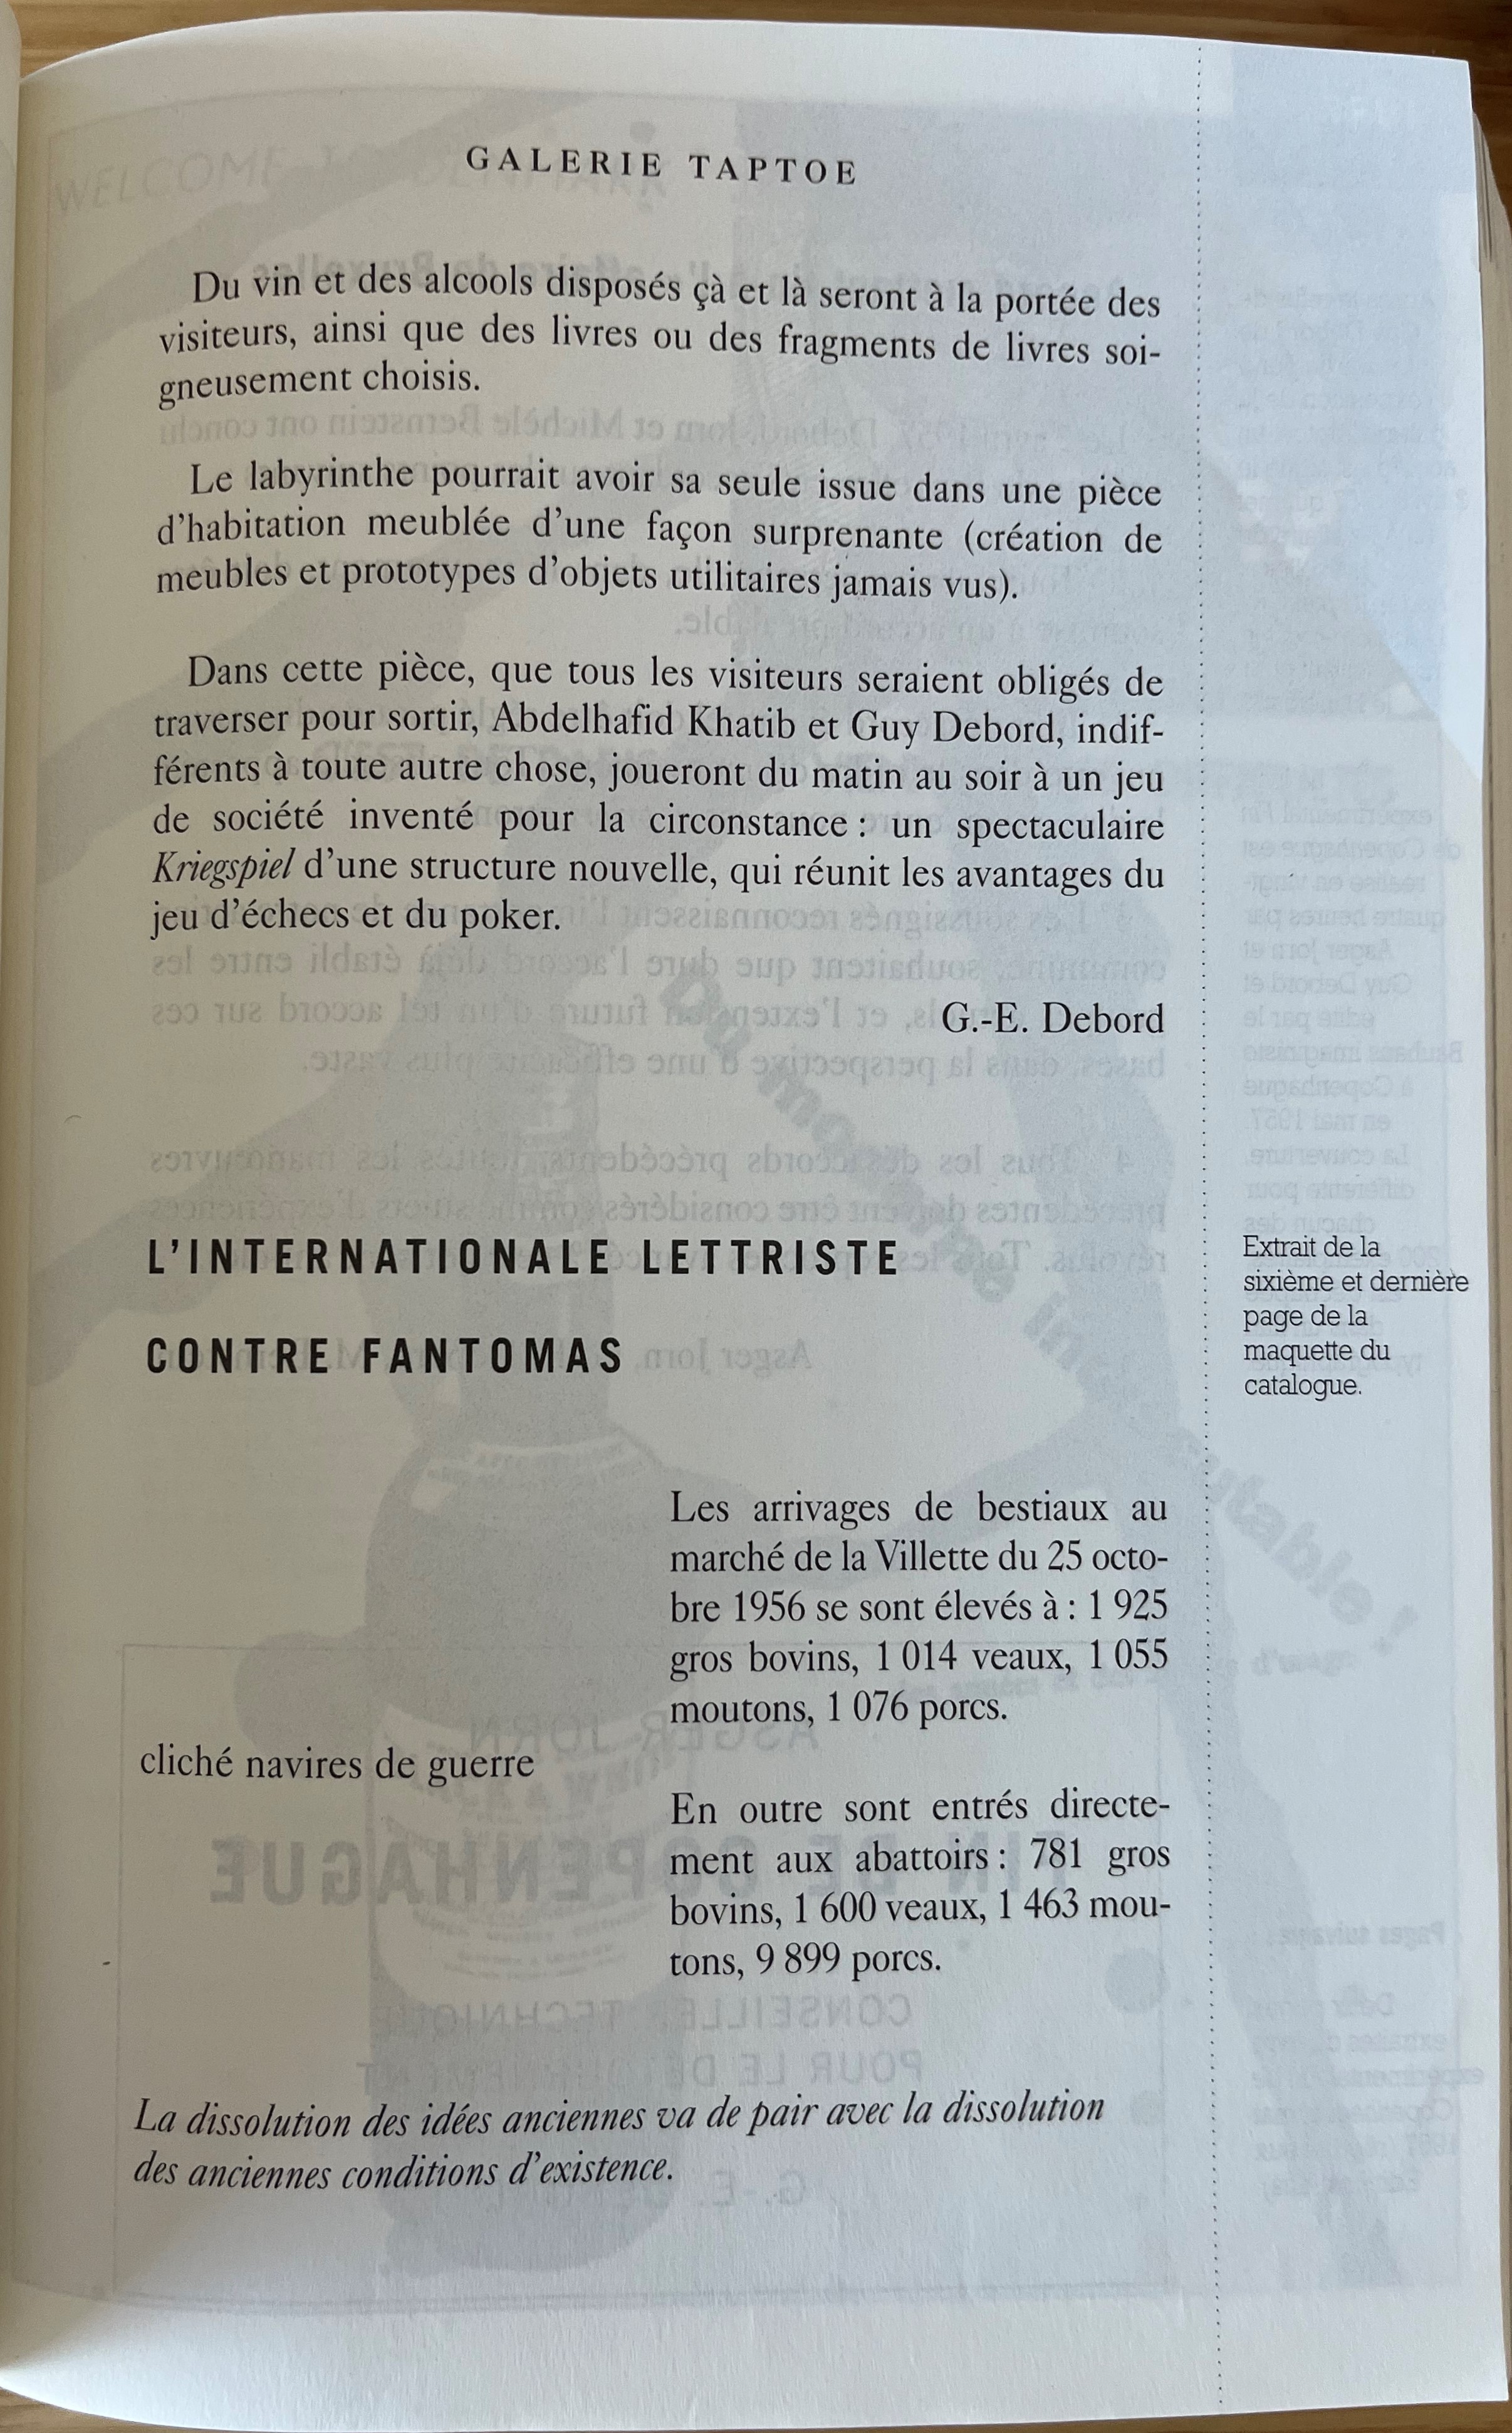 GALERIE TAPTOE
Du vin et des alcools disposés çà et là seront à la portée des
visiteurs, ainsi que des livres ou des fragments de livres soi-
gneusement choisis.
Le labyrinthe pourrait avoir sa seule issue dans une pièce
d'habitation meublée d'une façon surprenante (création de
meubles et prototypes d'objets utilitaires jamais vus).
Dans cette pièce, que tous les visiteurs seraient obligés de
traverser pour sortir, Abdelhafid Khatib et Guy Debord, indif-
férents à toute autre chose, joueront du matin au soir à un jeu
de société inventé pour la circonstance : un spectaculaire
Kriegspiel d'une structure nouvelle, qui réunit les avantages du
jeu d'échecs et du poker.
G.-E. Debord
L'INTERNATIONALE LETTRISTE
CONTRE FANTOMAS
Extrait de la
sixième et dernière
page de la
maquette du
catalogue.
Les arrivages de bestiaux au
marché de la Villette du 25 octo-
bre 1956 se sont élevés à : 1 925
gros bovins, 1 014 veaux, 1 055
moutons, 1 076 porcs.
cliché navires de guerre
En outre sont entrés directe-
ment aux abattoirs : 781 gros
bovins, 1 600 veaux, 1 463 mou-
tons, 9 899 porcs.
La dissolution des idées anciennes va de pair avec la dissolution
des anciennes conditions d'existence.